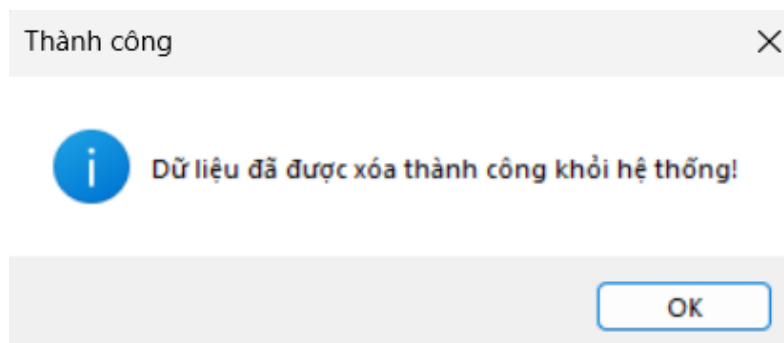 Thành công
Dữ liệu đã được xóa thành công khỏi hệ thống!
OK